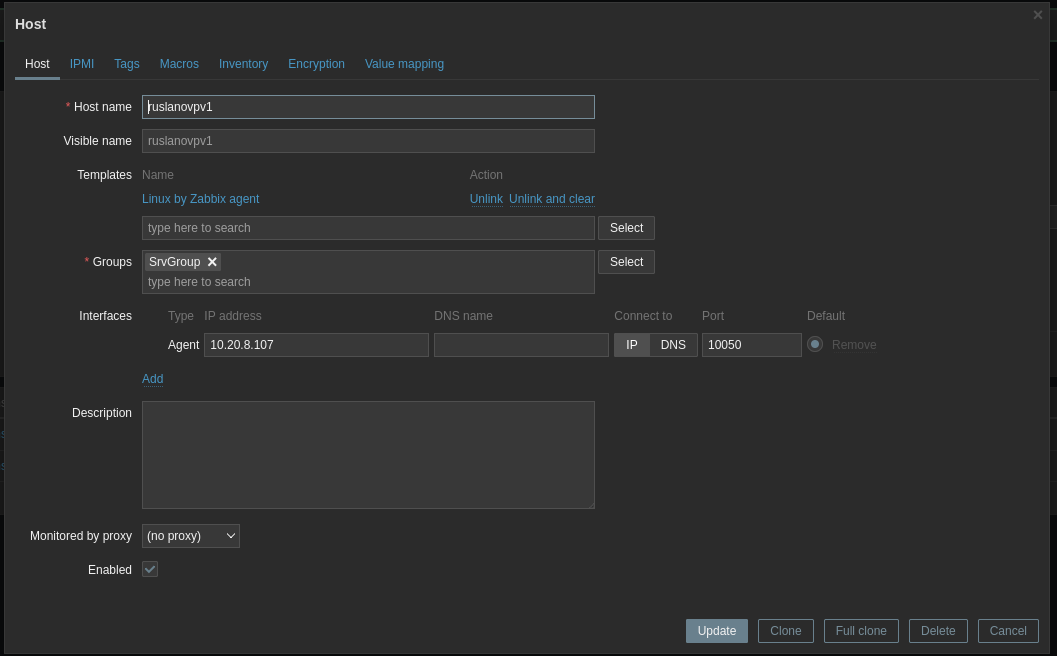 Host
Host IPMI Tags Macros Inventory Encryption Value mapping
* Host name ruslanovpv1
Visible name ruslanovpv1
Templates Name Action
Linux by Zabbix agent Unlink Unlink and clear
type here to search Select
* Groups SrvGroup Select
type here to search
Interfaces Type IP address DNS name Connect to Port Default
Agent 10.20.8.107 IP DNS 10050 Remove
Add
Description
Monitored by proxy (no proxy)
Enabled
Update Clone Full clone Delete Cancel